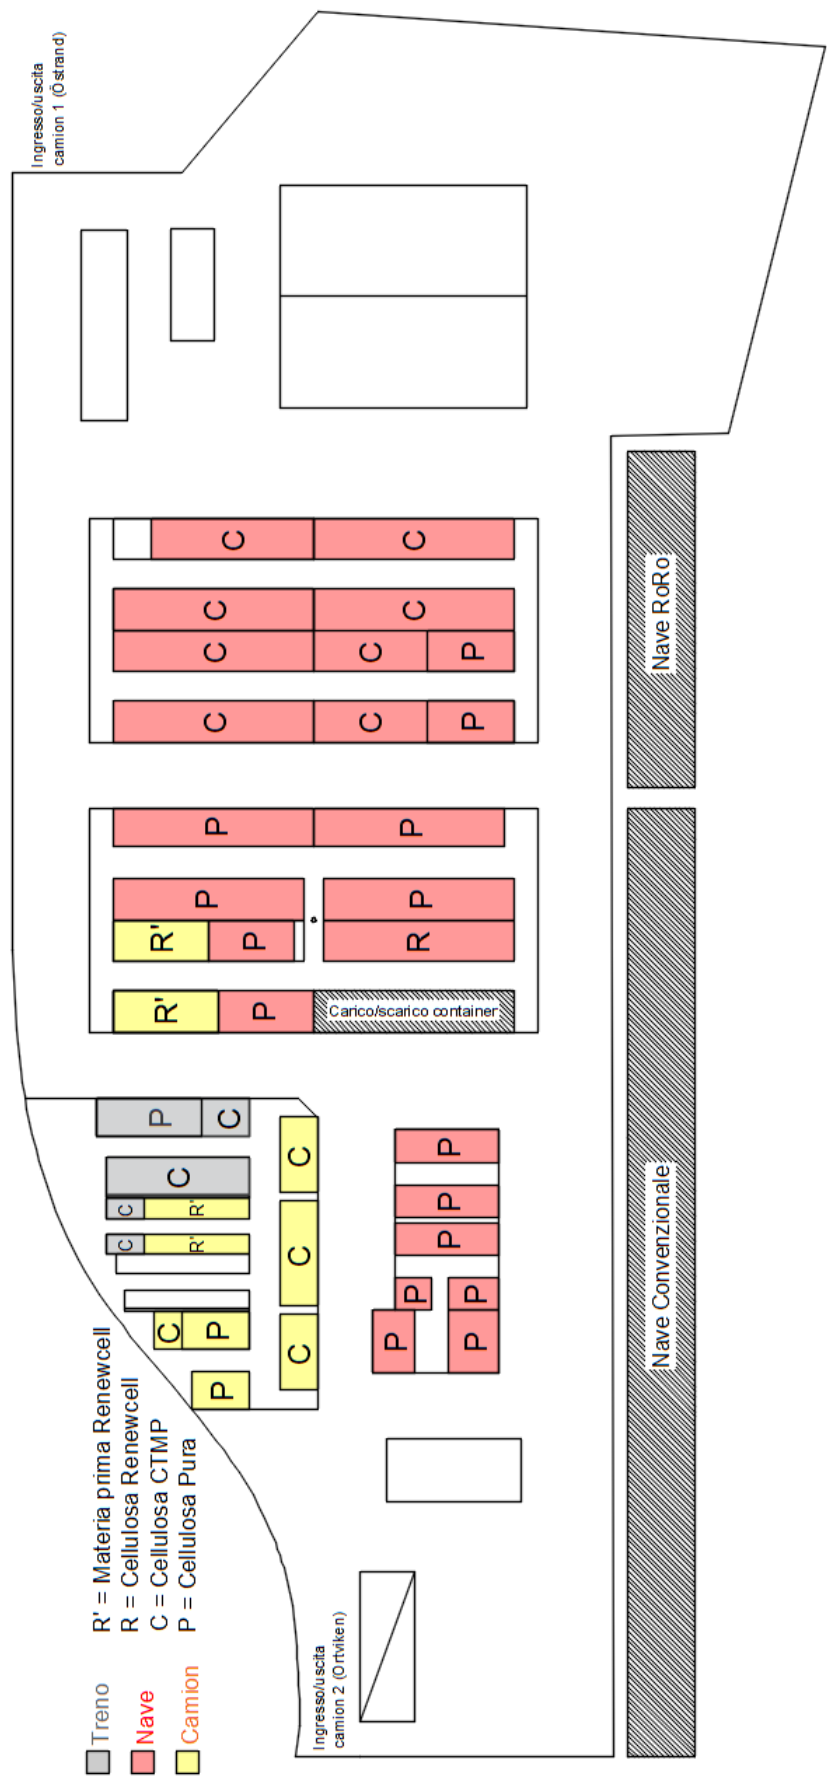 Treno
Nave
Camion
R' = Materia prima Renewcell
R = Cellulosa Renewcell
C = Cellulosa CTMP
P = Cellulosa Pura
Ingresso/uscita
camion 1 (Östrand)
Ingresso/uscita
camion 2 (Ortviken)
P
C
P
C
R'
C
R'
C
P
C
C
C
C
P
P
P
P
P
P
P
R'
P
Carico/scarico container
R'
P
R
P
P
P
P
C
C
P
C
C
P
C
C
C
C
Nave Convenzionale
Nave RoRo